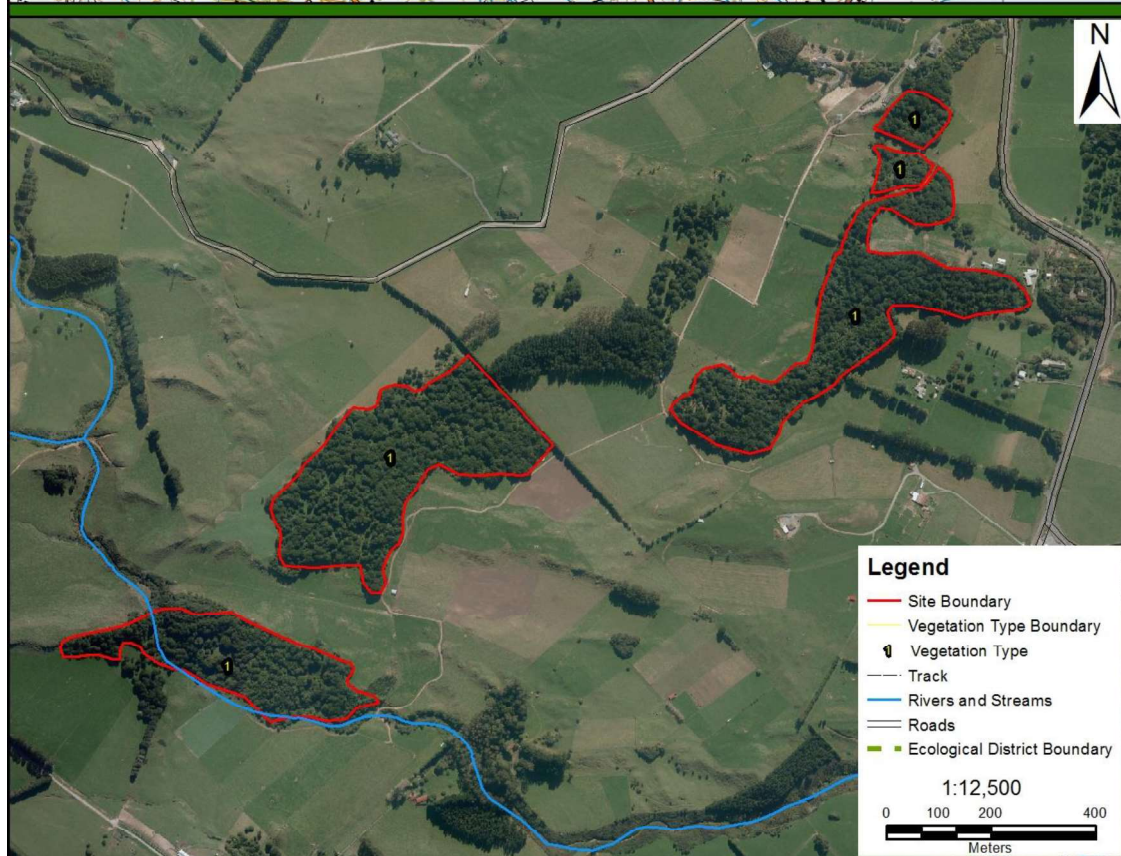 N
1
1
1
1
1
Legend
Site Boundary
Vegetation Type Boundary
1 Vegetation Type
Track
Rivers and Streams
Roads
Ecological District Boundary
1:12,500
0 100 200 400
Meters